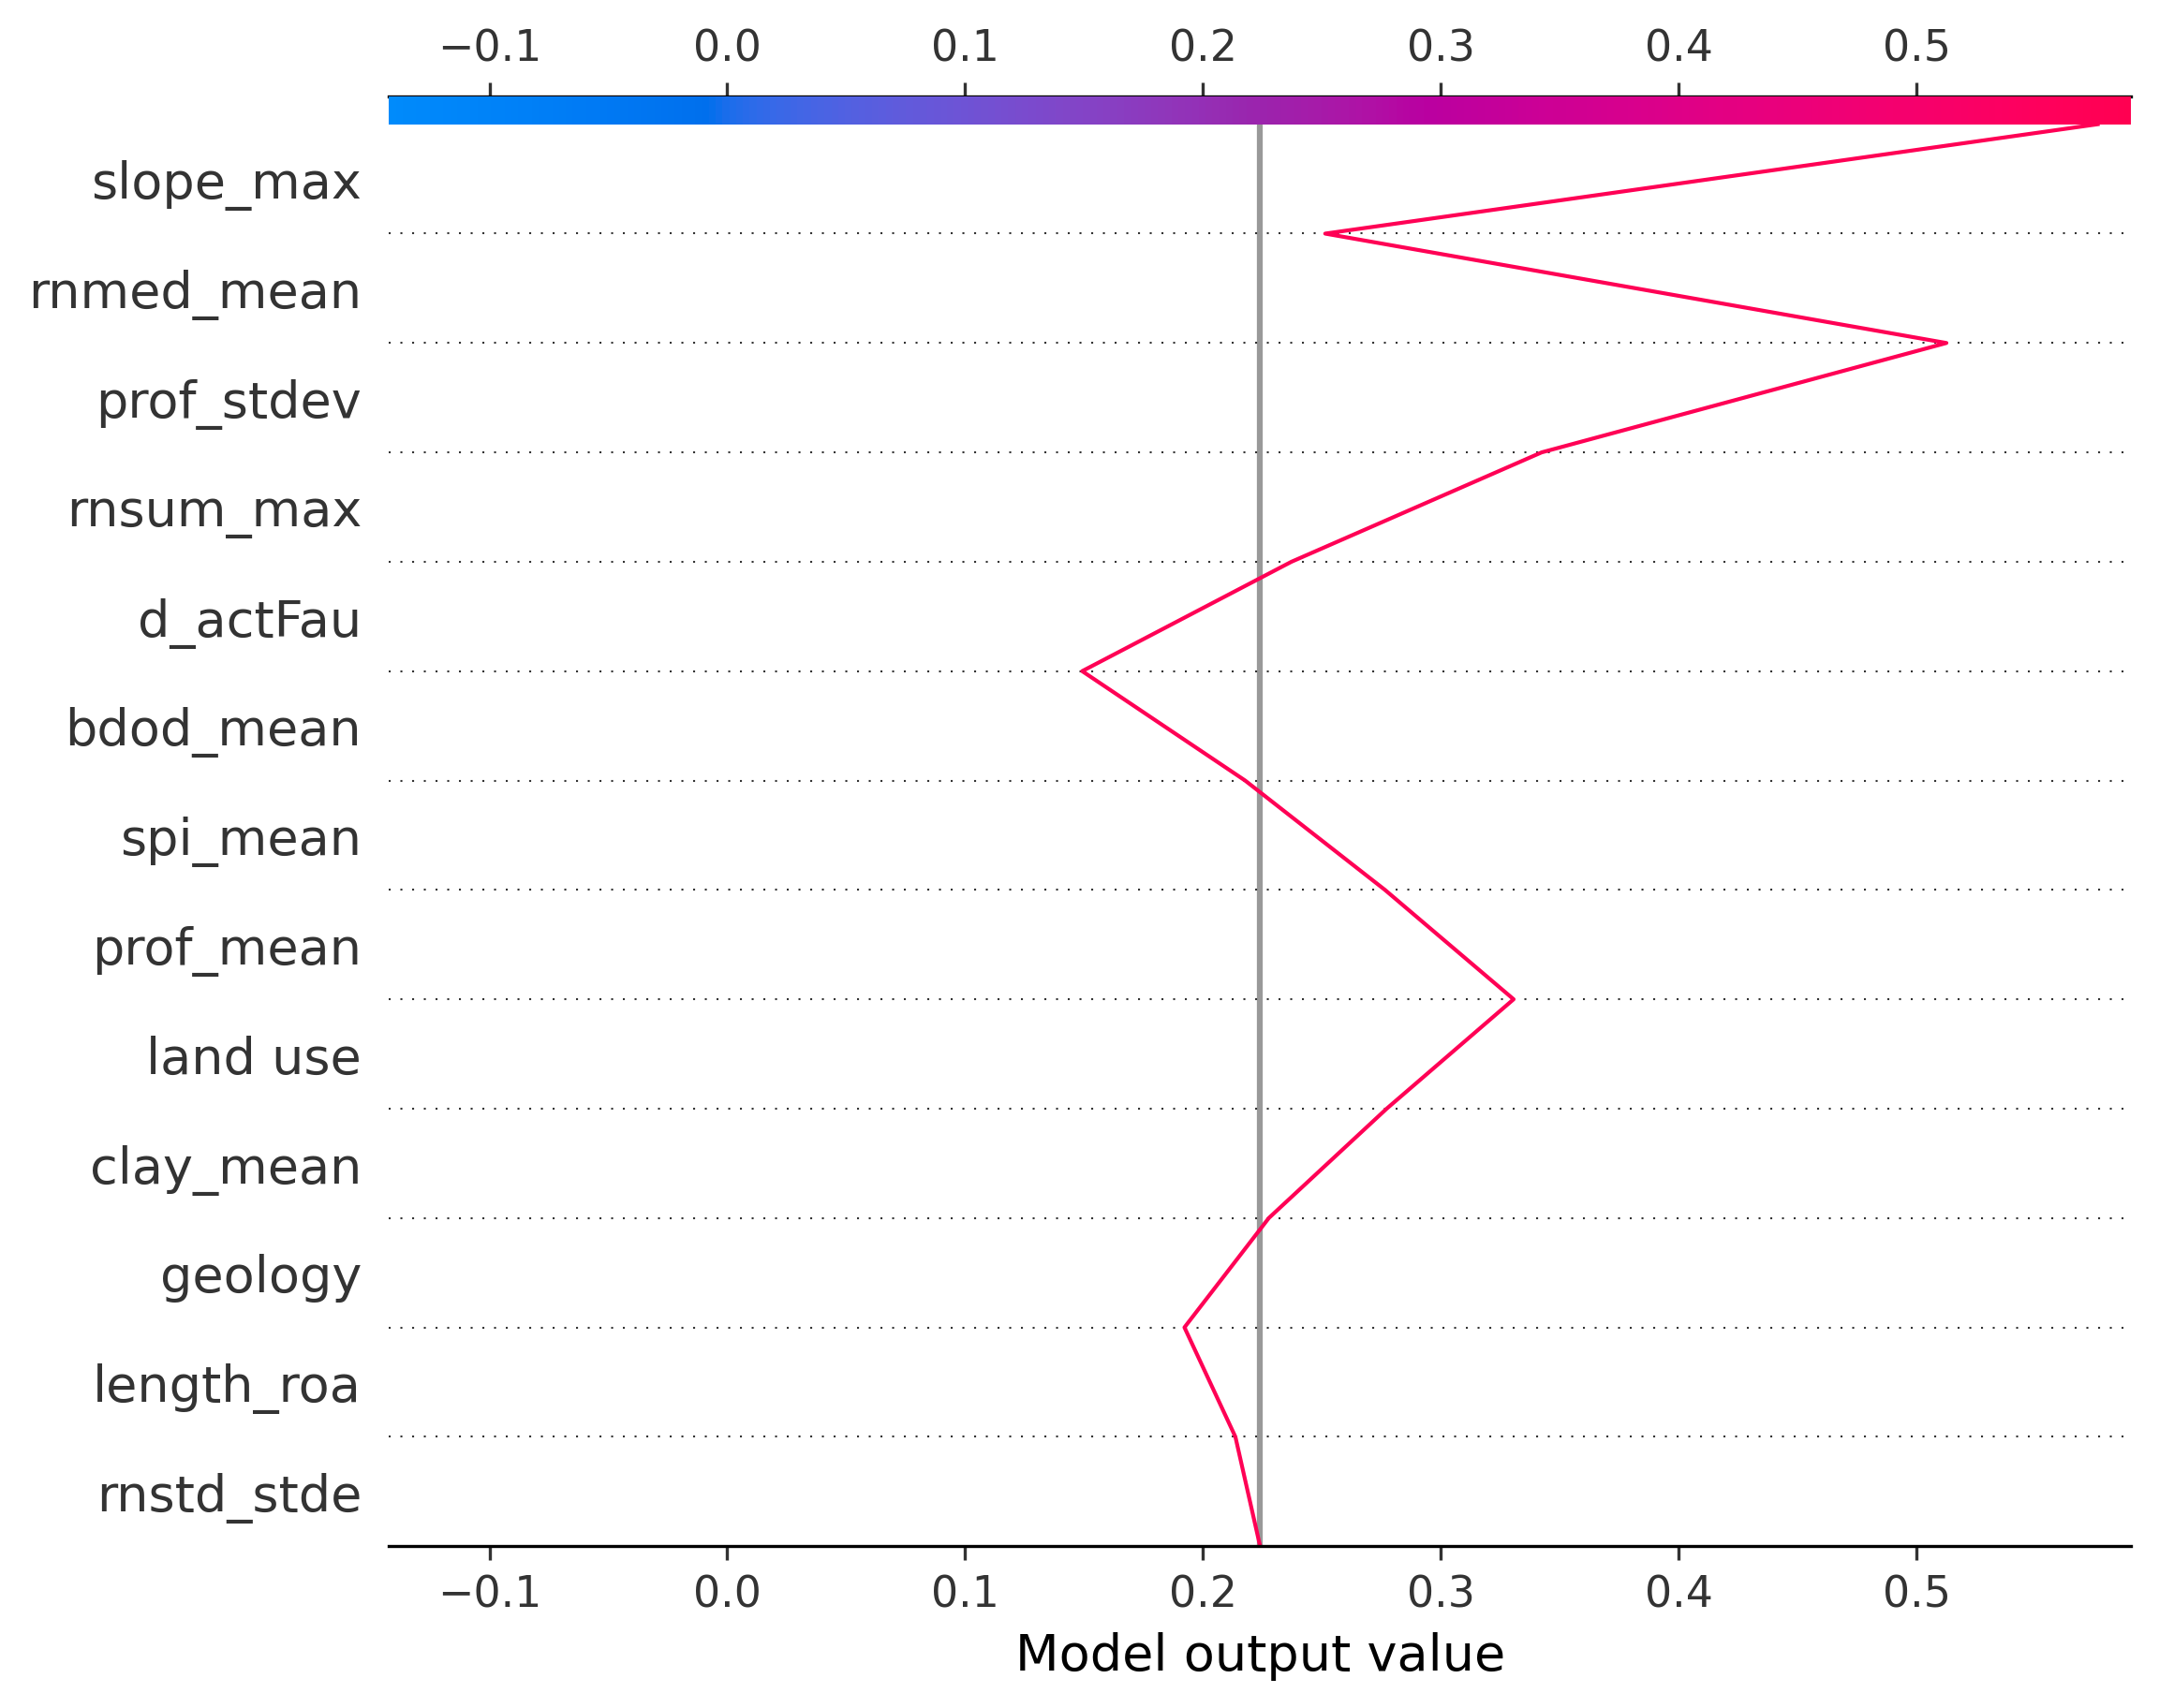 −0.1 0.0 0.1 0.2 0.3 0.4 0.5
slope_max
rnmed_mean
prof_stdev
rnsum_max
d_actFau
bdod_mean
spi_mean
prof_mean
land use
clay_mean
geology
length_roa
rnstd_stde
−0.1 0.0 0.1 0.2 0.3 0.4 0.5
Model output value